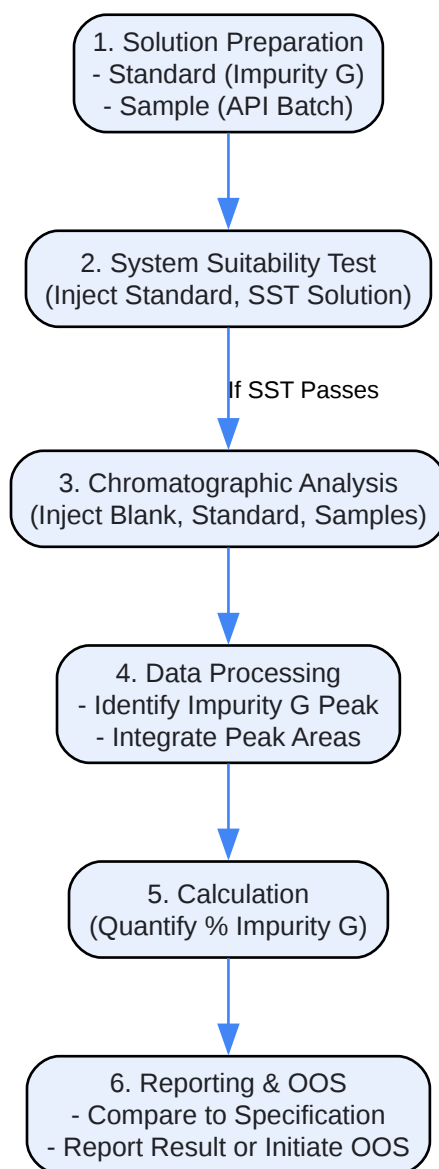 1. Solution Preparation
- Standard (Impurity G)
- Sample (API Batch)
2. System Suitability Test
(Inject Standard, SST Solution)
If SST Passes
3. Chromatographic Analysis
(Inject Blank, Standard, Samples)
4. Data Processing
- Identify Impurity G Peak
- Integrate Peak Areas
5. Calculation
(Quantify % Impurity G)
6. Reporting & OOS
- Compare to Specification
- Report Result or Initiate OOS